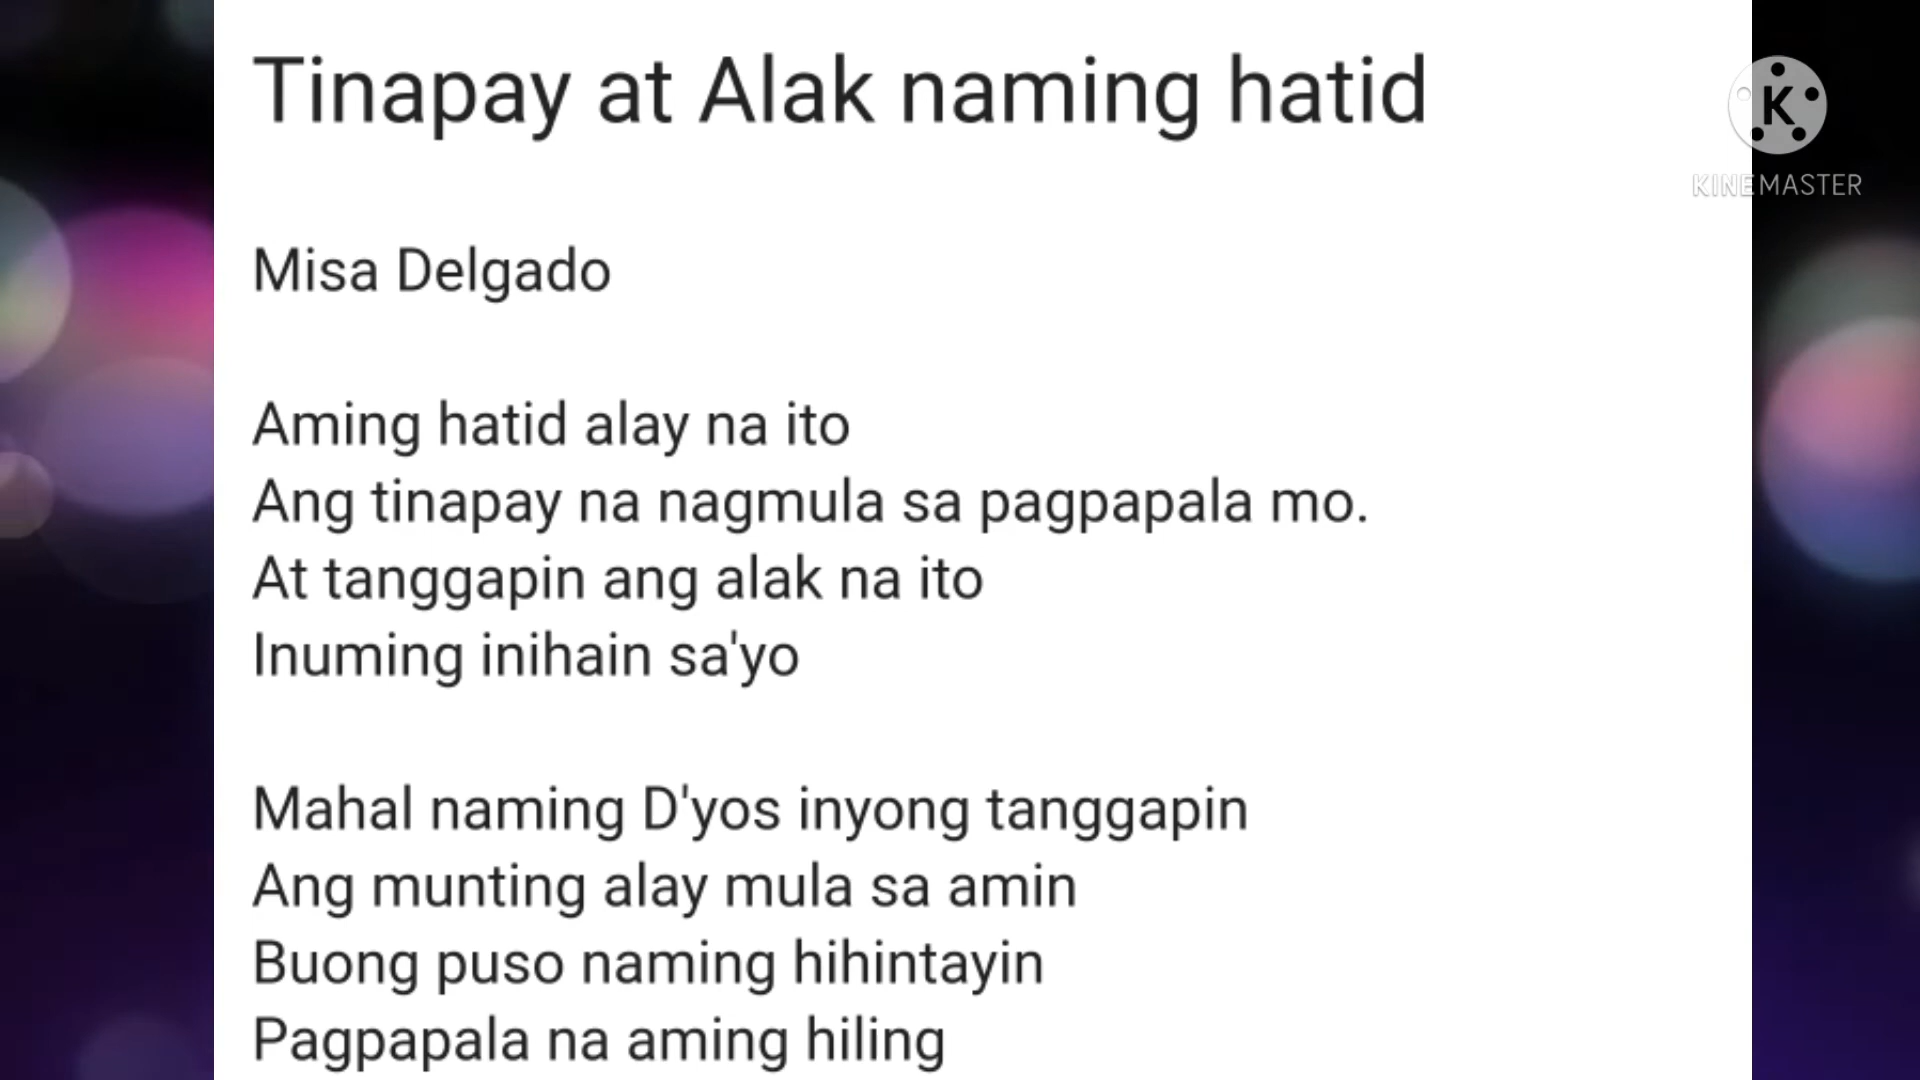 Tinapay at Alak naming hatid
K
KINEMASTER
Misa Delgado
Aming hatid alay na ito
Ang tinapay na nagmula sa pagpapala mo.
At tanggapin ang alak na ito
Inuming inihain sa'yo
Mahal naming D'yos inyong tanggapin
Ang munting alay mula sa amin
Buong puso naming hihintayin
Pagpapala na aming hiling